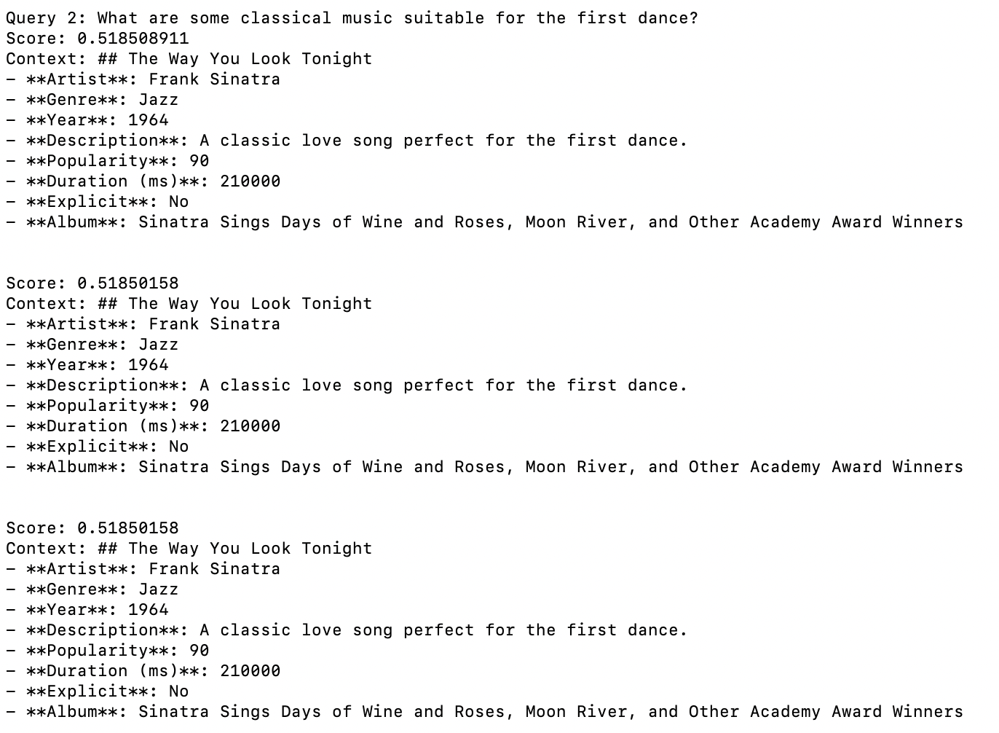 Query 2: What are some classical music suitable for the first dance?
Score: 0.518508911
Context: ## The Way You Look Tonight
- **Artist**: Frank Sinatra
- **Genre**: Jazz
- **Year**: 1964
- **Description**: A classic love song perfect for the first dance.
- **Popularity**: 90
- **Duration (ms)**: 210000
- **Explicit**: No
- **Album**: Sinatra Sings Days of Wine and Roses, Moon River, and Other Academy Award Winners
Score: 0.51850158
Context: ## The Way You Look Tonight
- **Artist**: Frank Sinatra
- **Genre**: Jazz
- **Year**: 1964
- **Description**: A classic love song perfect for the first dance.
- **Popularity**: 90
- **Duration (ms)**: 210000
- **Explicit**: No
- **Album**: Sinatra Sings Days of Wine and Roses, Moon River, and Other Academy Award Winners
Score: 0.51850158
Context: ## The Way You Look Tonight
- **Artist**: Frank Sinatra
- **Genre**: Jazz
- **Year**: 1964
- **Description**: A classic love song perfect for the first dance.
- **Popularity**: 90
- **Duration (ms)**: 210000
- **Explicit**: No
- **Album**: Sinatra Sings Days of Wine and Roses, Moon River, and Other Academy Award Winners